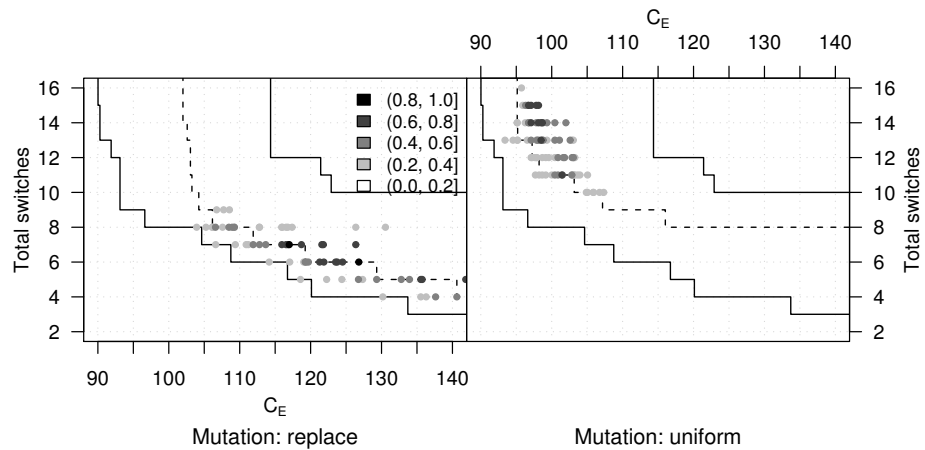 C_E
90 100 110 120 130 140
Total switches
16
14
12
10
8
6
4
2
(0.8, 1.0]
(0.6, 0.8]
(0.4, 0.6]
(0.2, 0.4]
(0.0, 0.2]
16
14
12
10
8
6
4
2
Total switches
90 100 110 120 130 140
C_E
Mutation: replace
Mutation: uniform